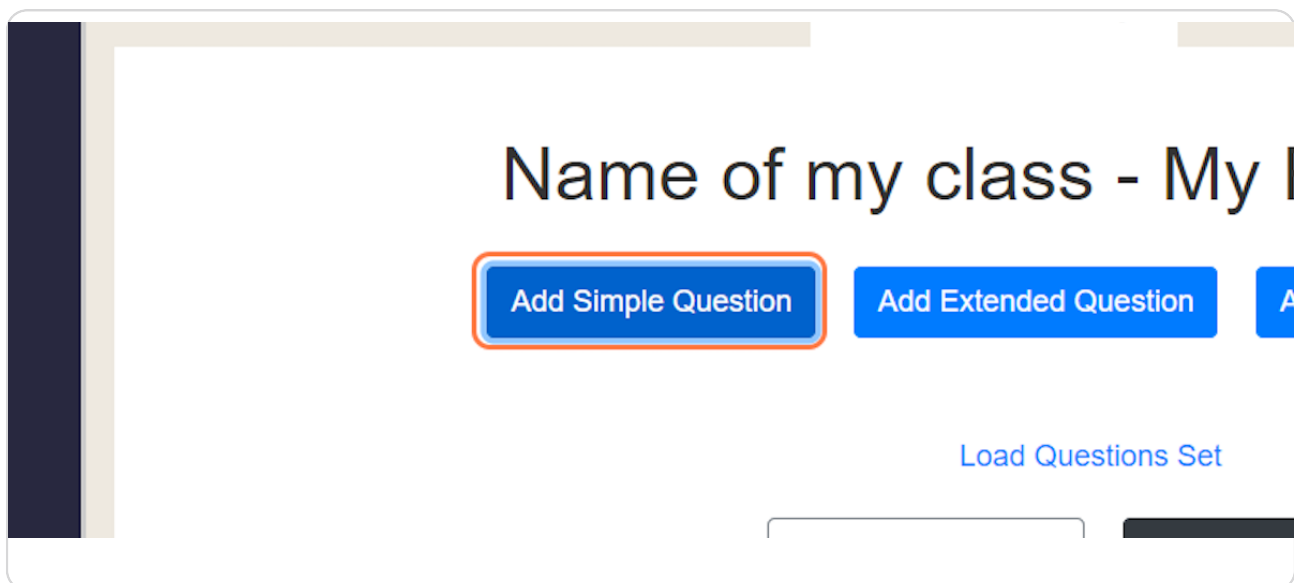 Name of my class - My
Add Simple Question Add Extended Question
Load Questions Set